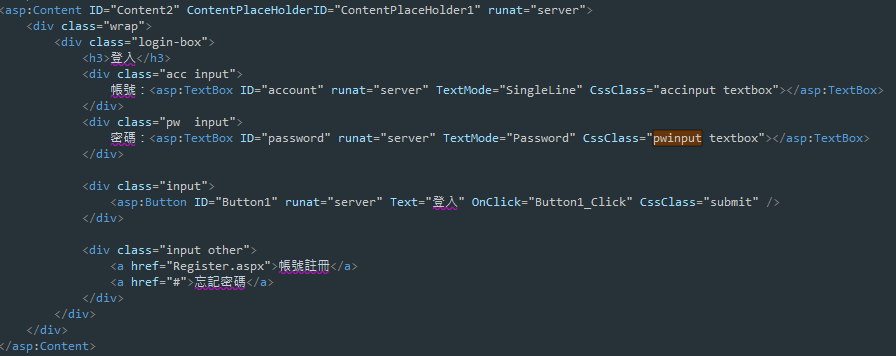 <asp:Content ID="Content2" ContentPlaceHolderID="ContentPlaceHolder1" runat="server">
    <div class="wrap">
        <div class="login-box">
            <h3>登入</h3>
            <div class="acc input">
                帳號：<asp:TextBox ID="account" runat="server" TextMode="SingleLine" CssClass="accinput textbox"></asp:TextBox>
            </div>
            <div class="pw  input">
                密碼：<asp:TextBox ID="password" runat="server" TextMode="Password" CssClass="pwinput textbox"></asp:TextBox>
            </div>

            <div class="input">
                <asp:Button ID="Button1" runat="server" Text="登入" OnClick="Button1_Click" CssClass="submit" />
            </div>

            <div class="input other">
                <a href="Register.aspx">帳號註冊</a>
                <a href="#">忘記密碼</a>
            </div>
        </div>
    </div>
</asp:Content>